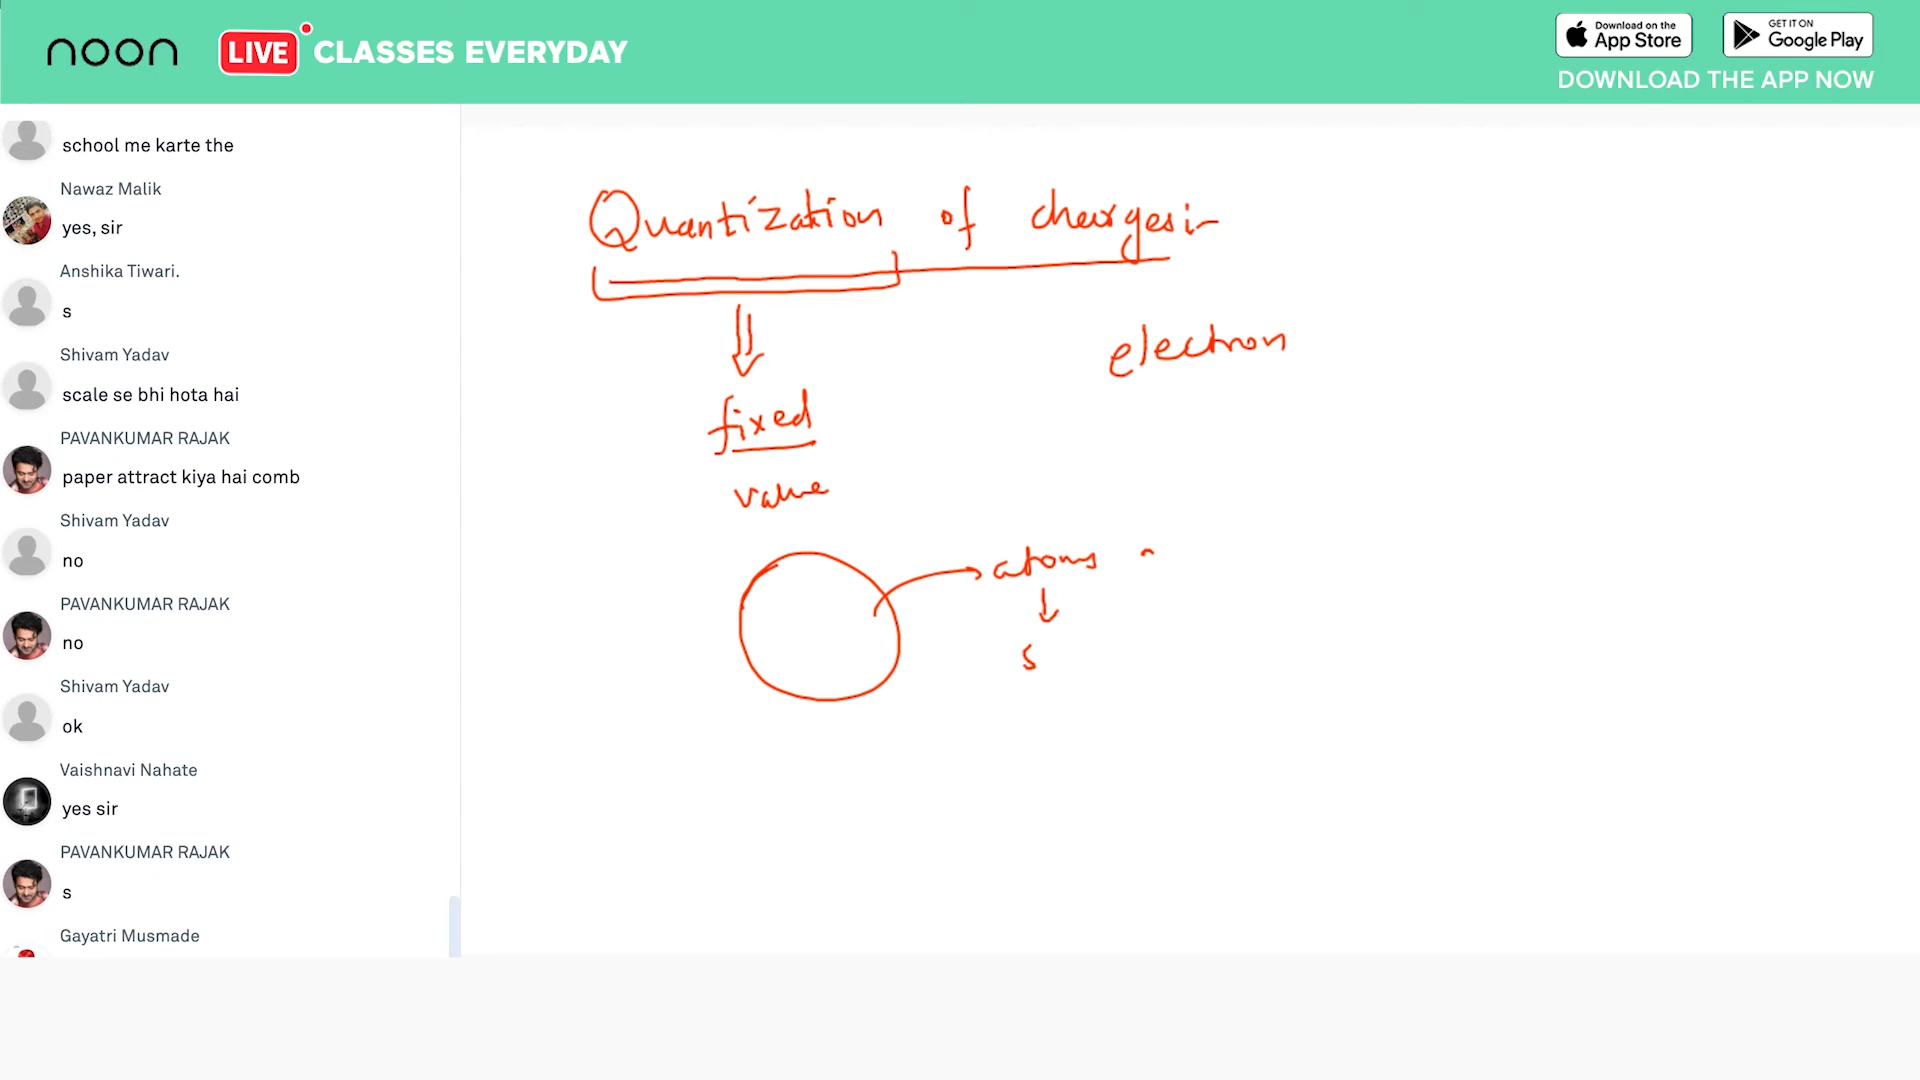 noon
LIVE CLASSES EVERYDAY
Download on the
App Store
GET IT ON
Google Play
DOWNLOAD THE APP NOW
school me karte the
Nawaz Malik
yes, sir
Anshika Tiwari.
s
Shivam Yadav
scale se bhi hota hai
PAVANKUMAR RAJAK
paper attract kiya hai comb
Shivam Yadav
no
PAVANKUMAR RAJAK
no
Shivam Yadav
ok
Vaishnavi Nahate
yes sir
PAVANKUMAR RAJAK
s
Gayatri Musmade
Quantization of charges:-
electron
fixed
value
atoms
s